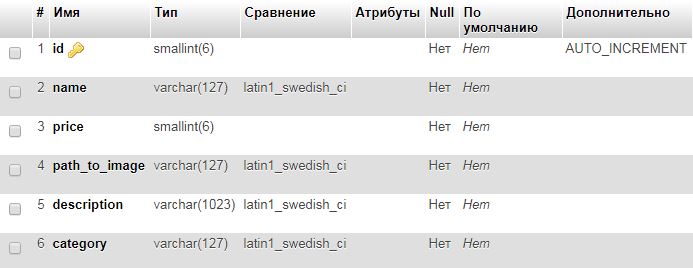 # Имя Тип Сравнение Атрибуты Null По умолчанию Дополнительно
1 id smallint(6) Нет Нет AUTO_INCREMENT
2 name varchar(127) latin1_swedish_ci Нет Нет
3 price smallint(6) Нет Нет
4 path_to_image varchar(127) latin1_swedish_ci Нет Нет
5 description varchar(1023) latin1_swedish_ci Нет Нет
6 category varchar(127) latin1_swedish_ci Нет Нет